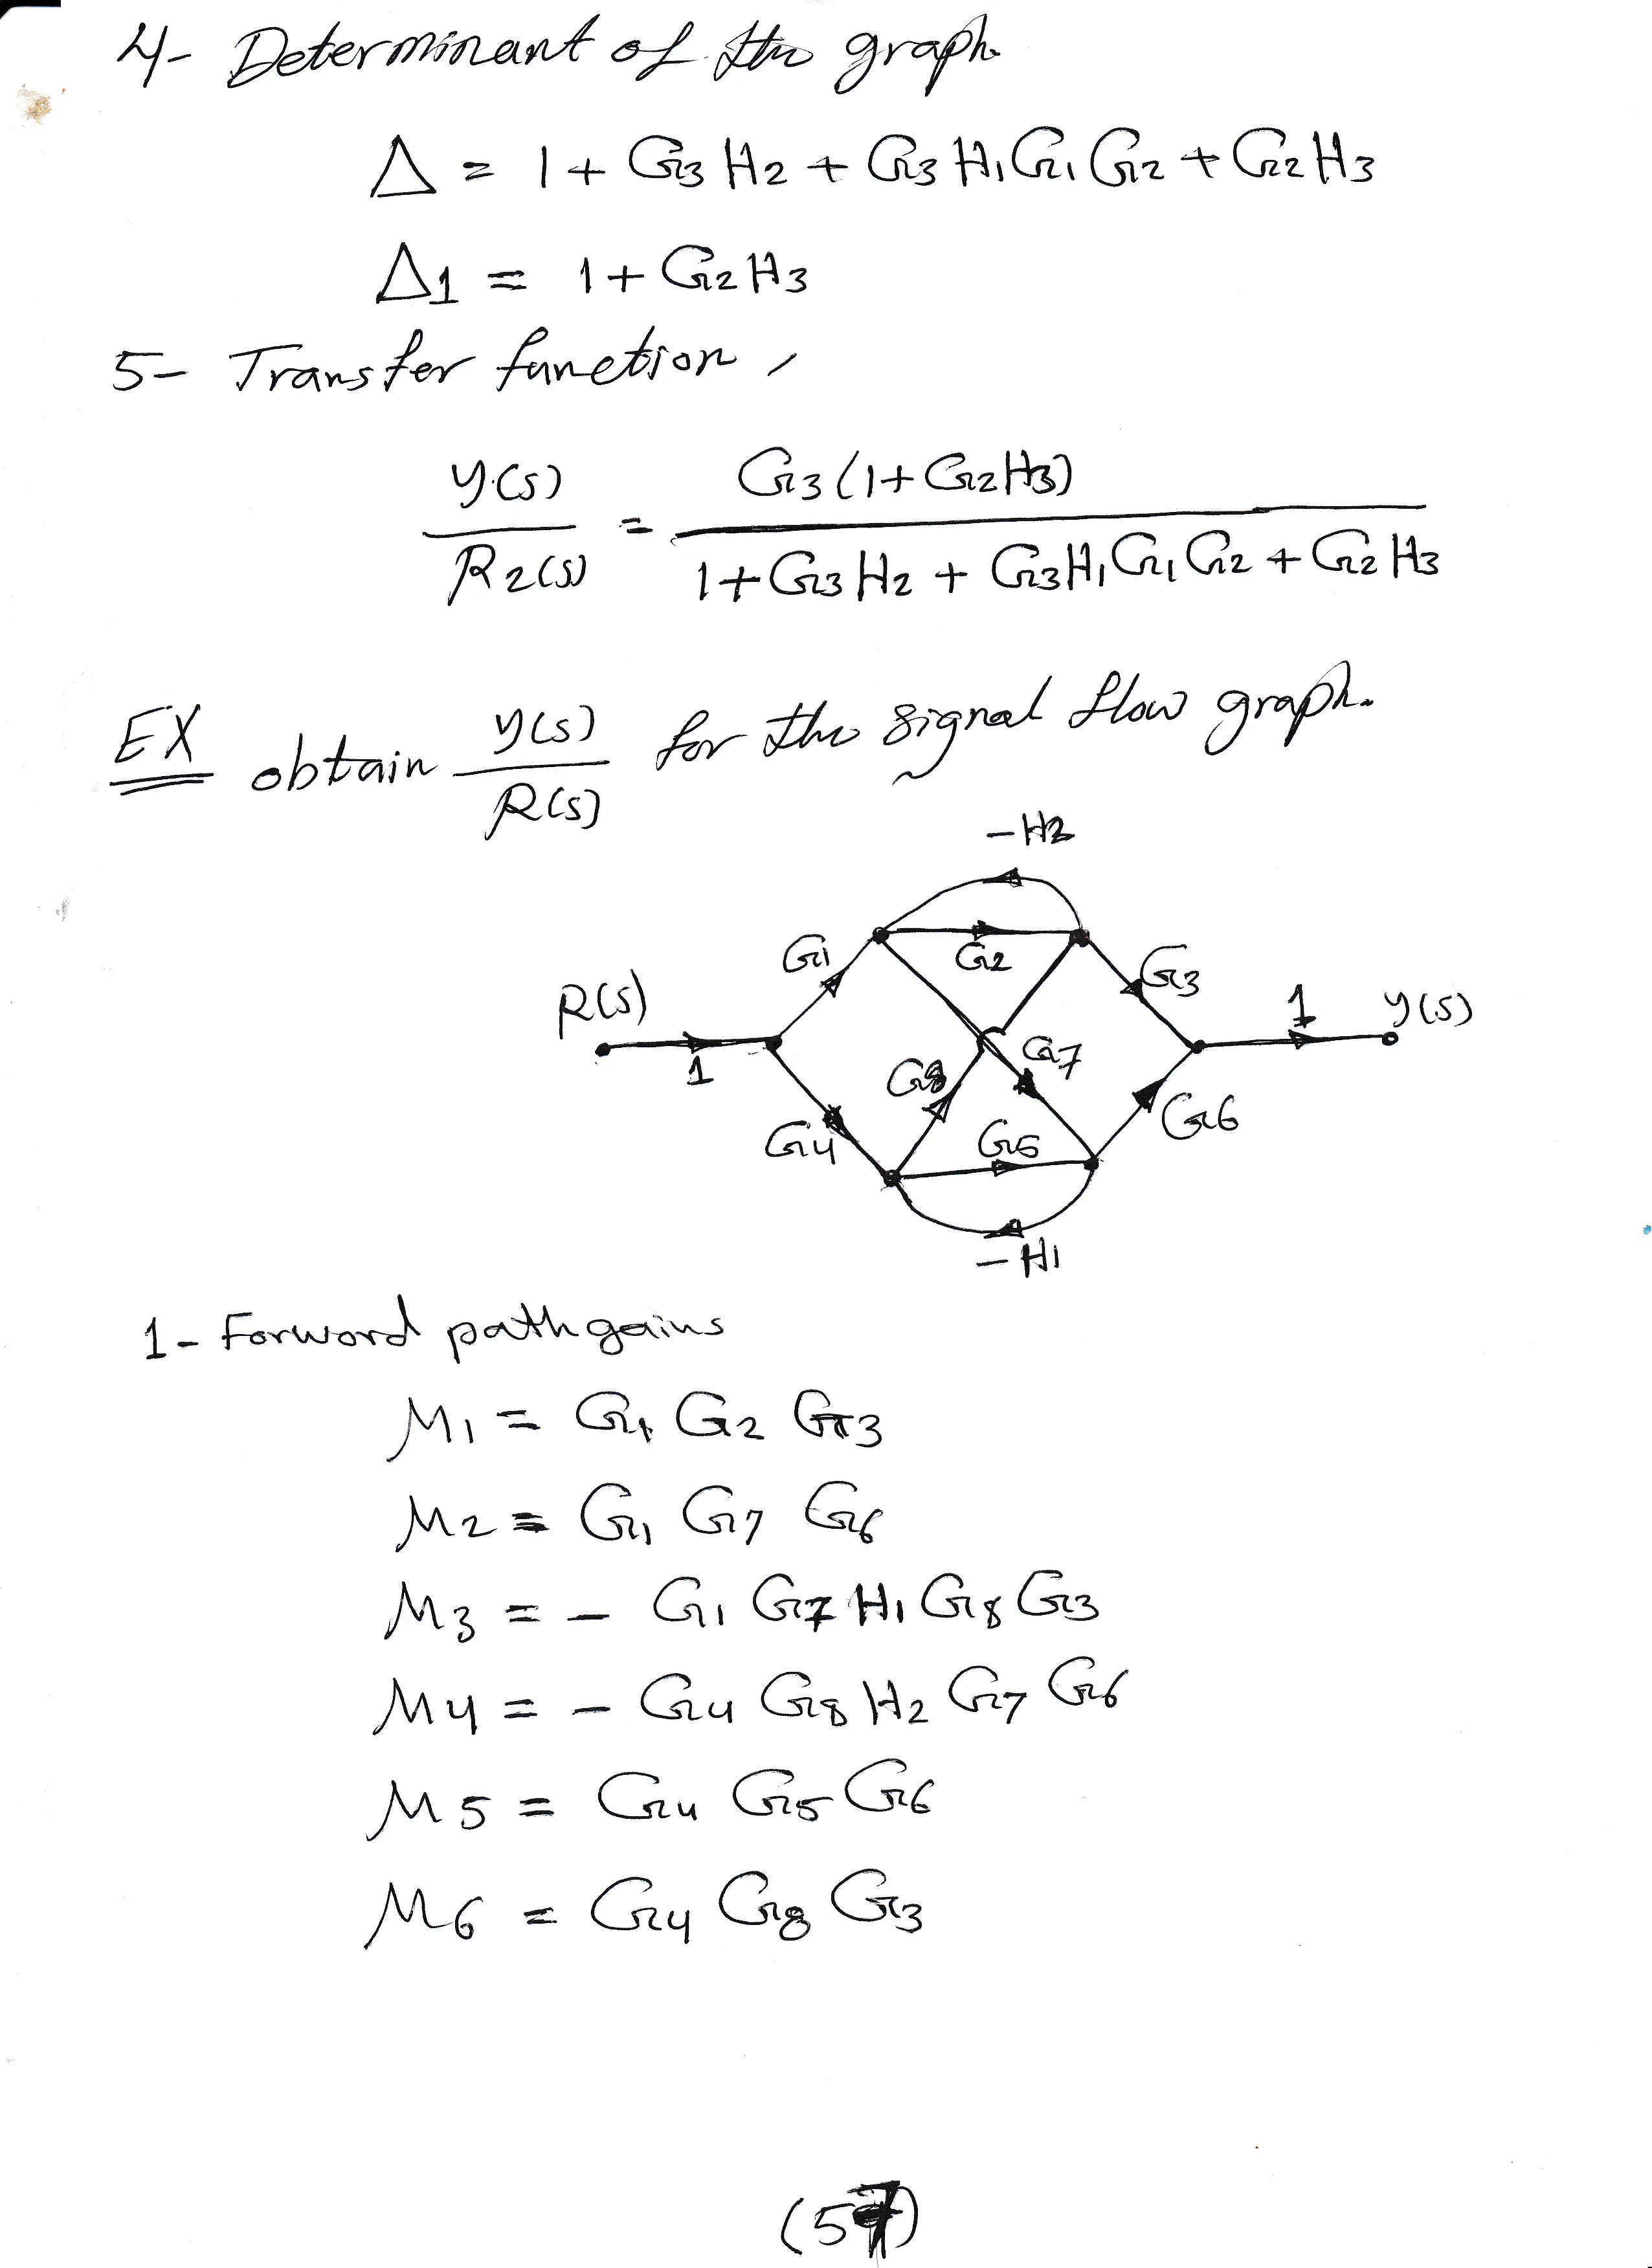 4- Determinant of the graph.
Δ = 1 + G3 H2 + G3 H1 G1 G2 + G2 H3
Δ1 = 1 + G2 H3
5- Transfer function,
Y(s)
R2(s)
=
G3 (1 + G2 H3)
1 + G3 H2 + G3 H1 G1 G2 + G2 H3
EX obtain Y(s) / R(s) for the signal flow graph.
-H2
G1
G2
G3
R(s)
1
1
Y(s)
G8
G7
G4
G5
G6
-H1
1- Forword path gains
M1 = G1 G2 G3
M2 = G1 G7 G6
M3 = - G1 G7 H1 G8 G3
M4 = - G4 G8 H2 G7 G6
M5 = G4 G5 G6
M6 = G4 G8 G3
(57)